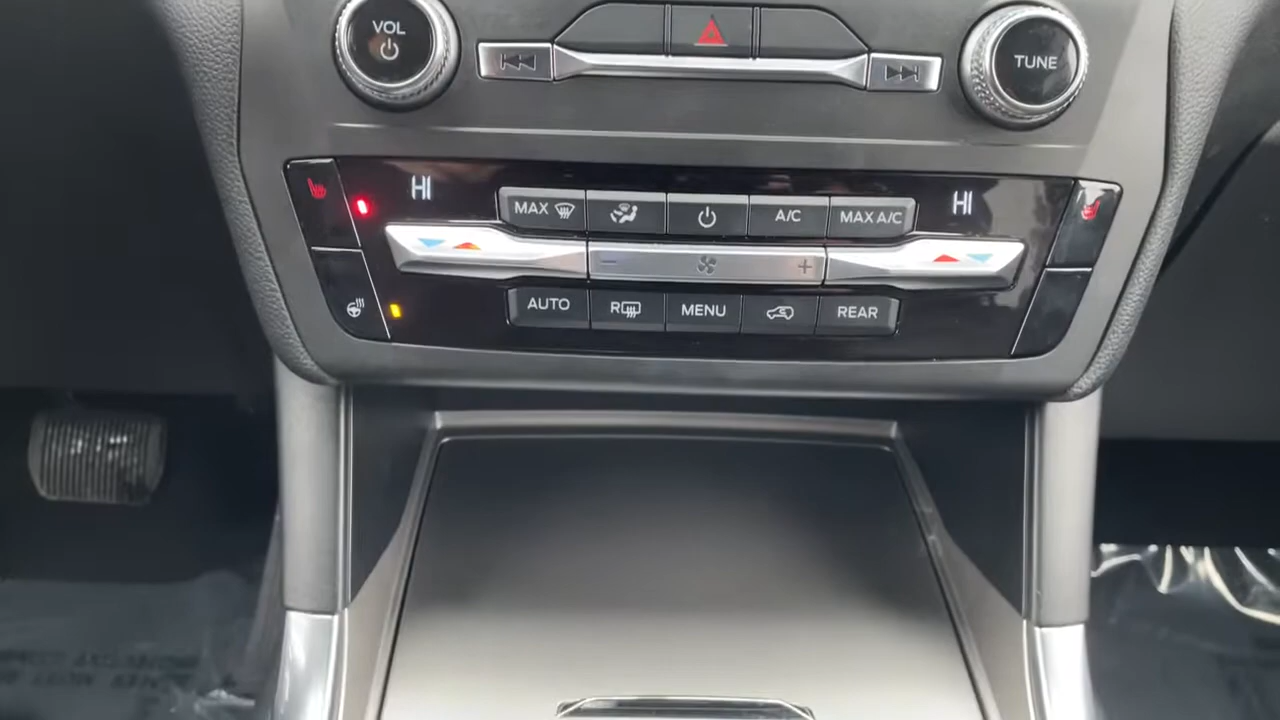 VOL
TUNE
HI
HI
MAX
A/C
MAX A/C
- +
AUTO
R
MENU
REAR